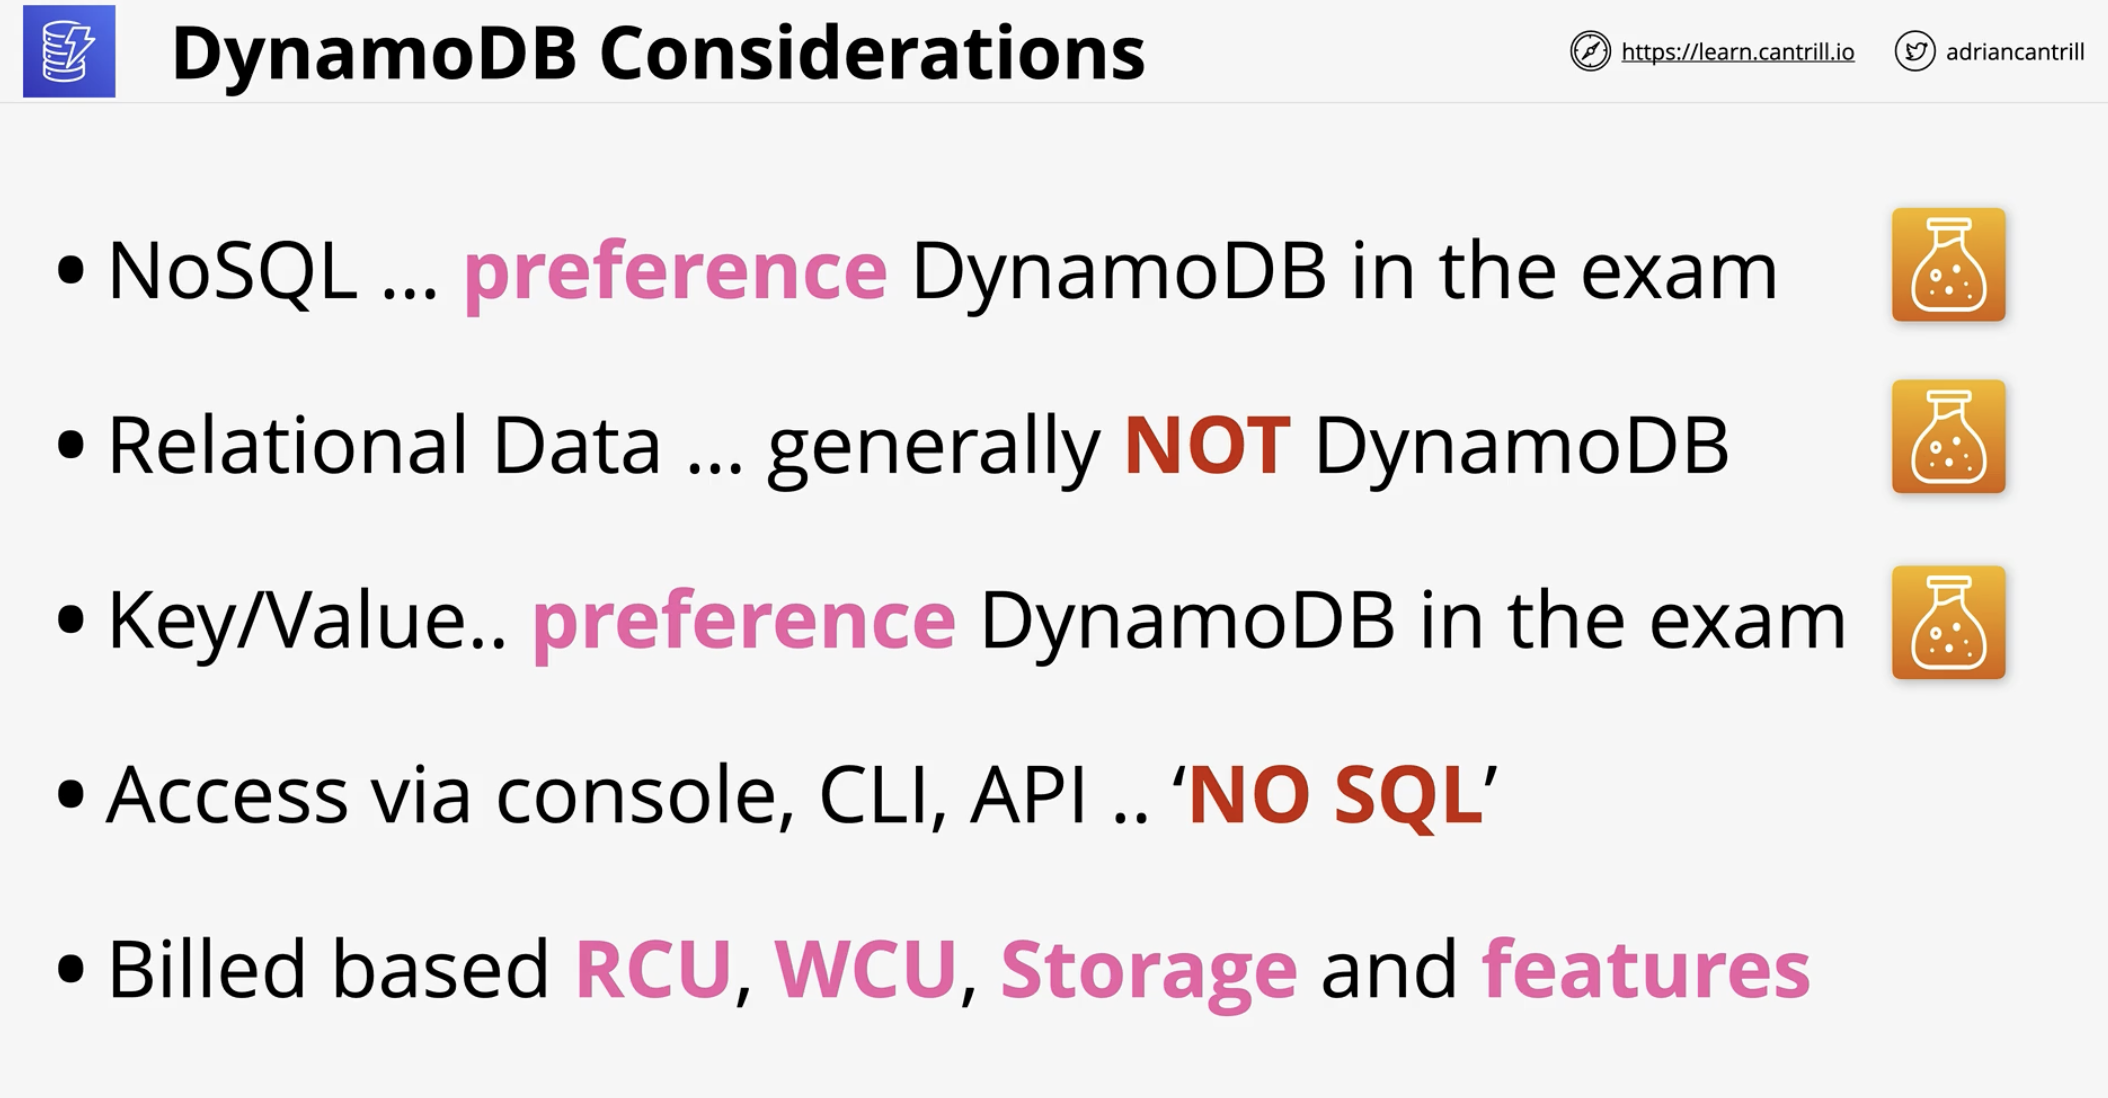 DynamoDB Considerations
https://learn.cantrill.io
adriancantrill
• NoSQL ... preference DynamoDB in the exam
• Relational Data ... generally NOT DynamoDB
• Key/Value.. preference DynamoDB in the exam
• Access via console, CLI, API .. ‘NO SQL’
• Billed based RCU, WCU, Storage and features